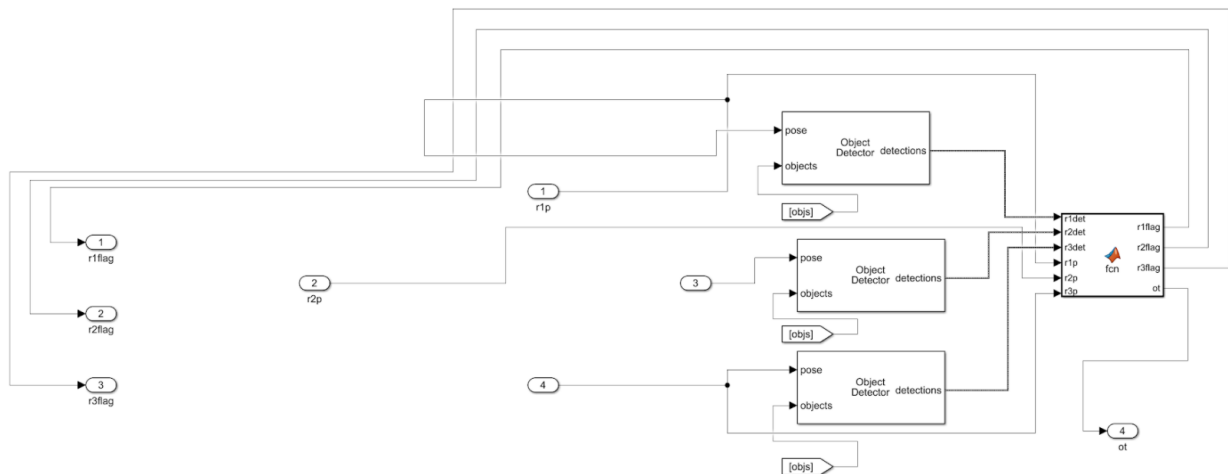 pose
Object
Detector
detections
objects
1
r1p
[objs]
1
r1flag
r1det
r2det
r3det
r1p
r2p
r3p
fcn
r1flag
r2flag
r3flag
ot
pose
Object
Detector
detections
objects
2
r2p
3
2
r2flag
[objs]
pose
Object
Detector
detections
objects
3
r3flag
4
4
ot
[objs]